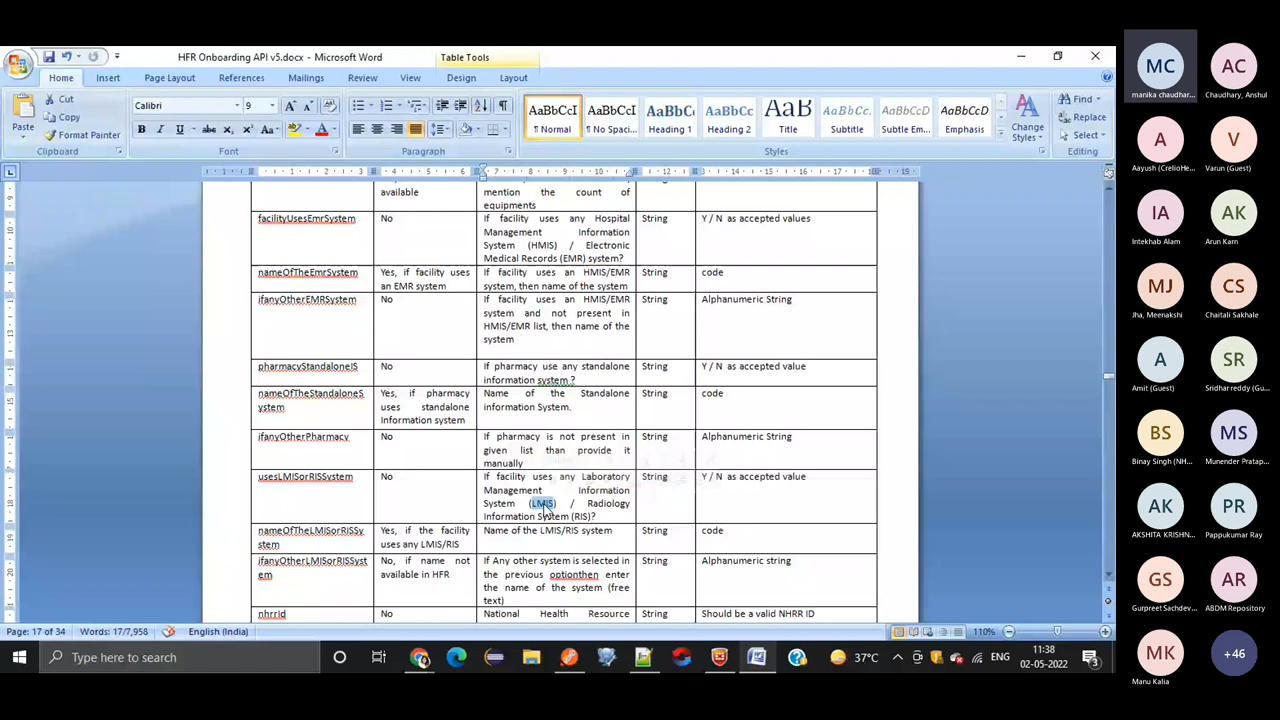 HFR Onboarding API v5.docx - Microsoft Word
Table Tools
Home Insert Page Layout References Mailings Review View Design Layout
Cut
Copy
Format Painter
Paste
Clipboard
Calibri 9
Font
Paragraph
AaBbCcI AaBbCcI AaBbC AaBbCc AaB AaBbCc. AaBbCcD AaBbCcD
¶ Normal ¶ No Spaci... Heading 1 Heading 2 Title Subtitle Subtle Em... Emphasis
Styles
Change Styles
Find
Replace
Select
Editing
available
mention the count of
equipments
facilityUsesEmrSystem
No
If facility uses any Hospital
Management Information
System (HMIS) / Electronic
Medical Records (EMR) system?
String
Y / N as accepted values
nameOfTheEmrSystem
Yes, if facility uses
an EMR system
If facility uses an HMIS/EMR
system, then name of the system
String
code
ifanyOtherEMRSystem
No
If facility uses an HMIS/EMR
system and not present in
HMIS/EMR list, then name of the
system
String
Alphanumeric String
pharmacyStandaloneIS
No
If pharmacy use any standalone
information system ?
String
Y / N as accepted value
nameOfTheStandaloneS
ystem
Yes, if pharmacy
uses standalone
Information system
Name of the Standalone
information System.
String
code
ifanyOtherPharmacy
No
If pharmacy is not present in
given list than provide it
manually
String
Alphanumeric String
usesLMISorRISSystem
No
If facility uses any Laboratory
Management Information
System (LMIS) / Radiology
Information System (RIS)?
String
Y / N as accepted value
nameOfTheLMISorRISSy
stem
Yes, if the facility
uses any LMIS/RIS
Name of the LMIS/RIS system
String
code
ifanyOtherLMISorRISSyst
em
No, if name not
available in HFR
If Any other system is selected in
the previous optionthen enter
the name of the system (free
text)
String
Alphanumeric string
nhrrId
No
National Health Resource
String
Should be a valid NHRR ID
Page: 17 of 34 Words: 17/7,958 English (India) 110%
Type here to search
37°C
ENG
11:38
02-05-2022
3
MC
manika chaudhar...
AC
Chaudhary, Anshul
A
Aayush (CrelioHe...
V
Varun (Guest)
IA
Intekhab Alam
AK
Arun Karn
MJ
Jha, Meenakshi
CS
Chaitali Sakhale
A
Amit (Guest)
SR
Sridhar reddy (Gu...
BS
Binay Singh (NH...
MS
Munender Pratap...
AK
AKSHITA KRISHN...
PR
Pappukumar Ray
GS
Gurpreet Sachdev...
AR
ABDM Repository
MK
Manu Kalia
+46